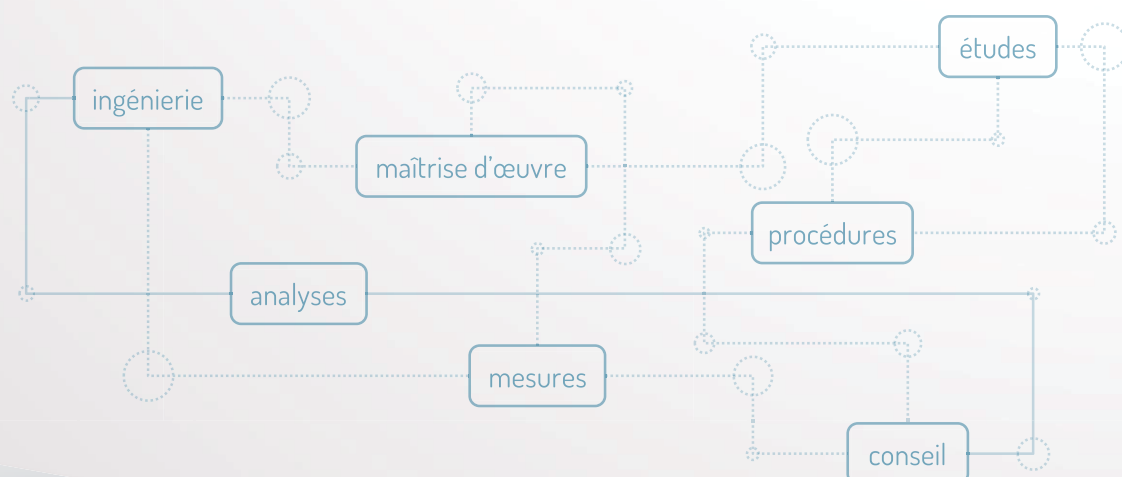 études
ingénierie
maîtrise d’œuvre
procédures
analyses
mesures
conseil